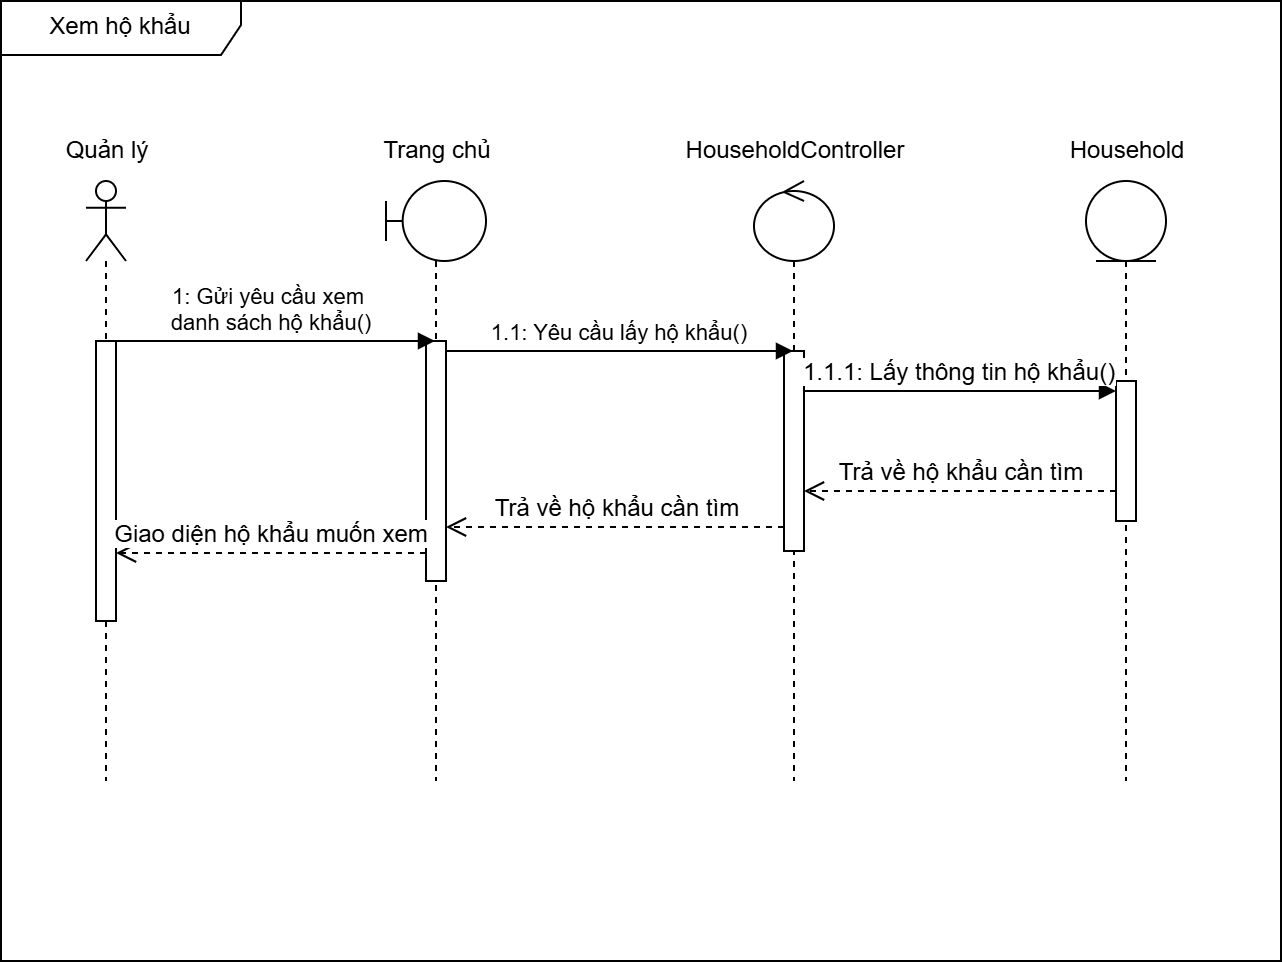 Xem hộ khẩu
Quản lý
Trang chủ
HouseholdController
Household
1: Gửi yêu cầu xem
danh sách hộ khẩu()
1.1: Yêu cầu lấy hộ khẩu()
1.1.1: Lấy thông tin hộ khẩu()
Trả về hộ khẩu cần tìm
Trả về hộ khẩu cần tìm
Giao diện hộ khẩu muốn xem